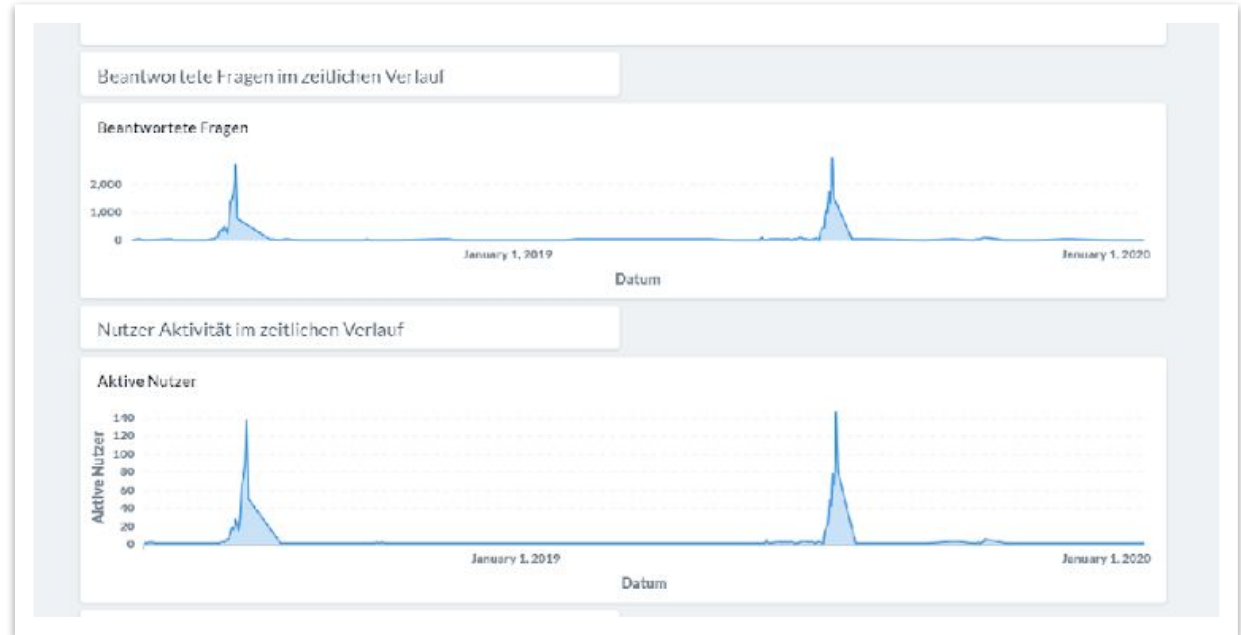 Beantwortete Fragen im zeitlichen Verlauf
Beantwortete Fragen
2,000
1,000
0
January 1, 2019
January 1, 2020
Datum
Nutzer Aktivität im zeitlichen Verlauf
Aktive Nutzer
Aktive Nutzer
140
120
100
80
60
40
20
0
January 1, 2019
January 1, 2020
Datum